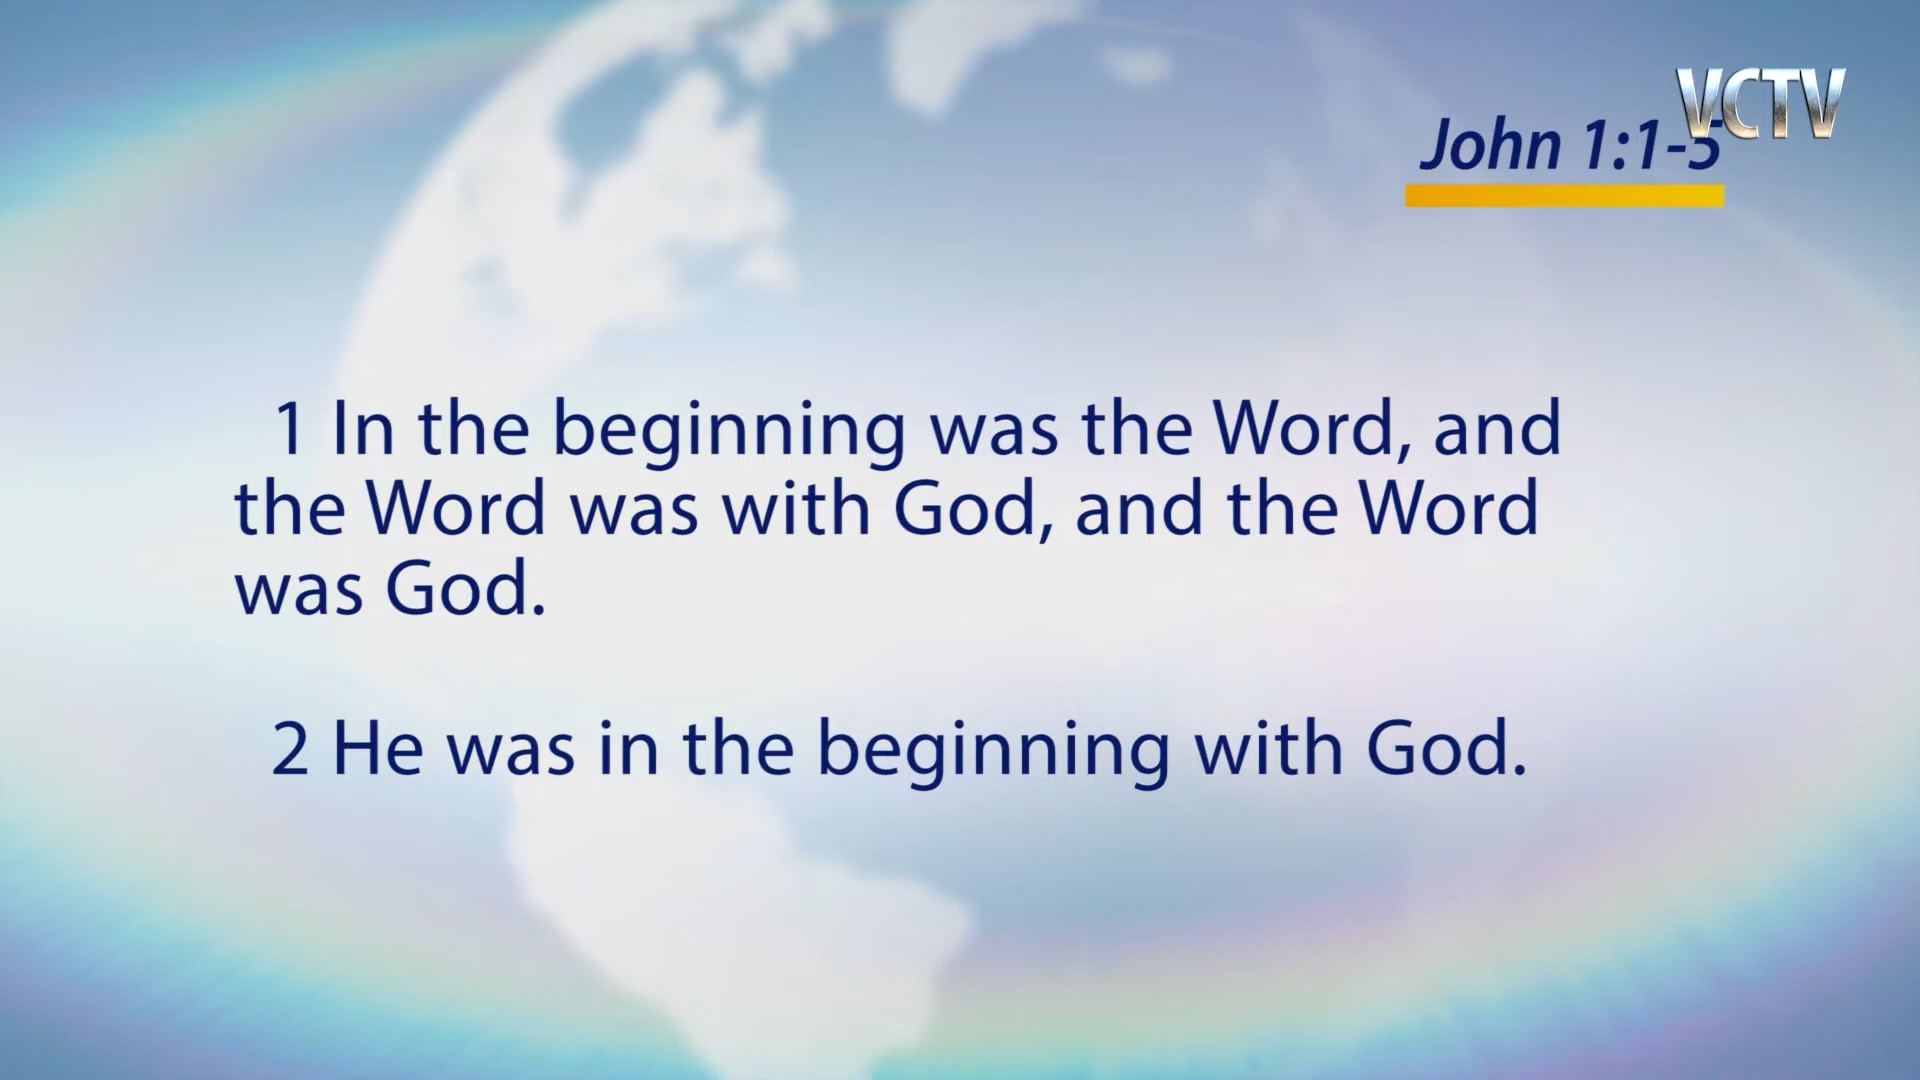 VCTV
John 1:1-5
1 In the beginning was the Word, and
the Word was with God, and the Word
was God.
2 He was in the beginning with God.